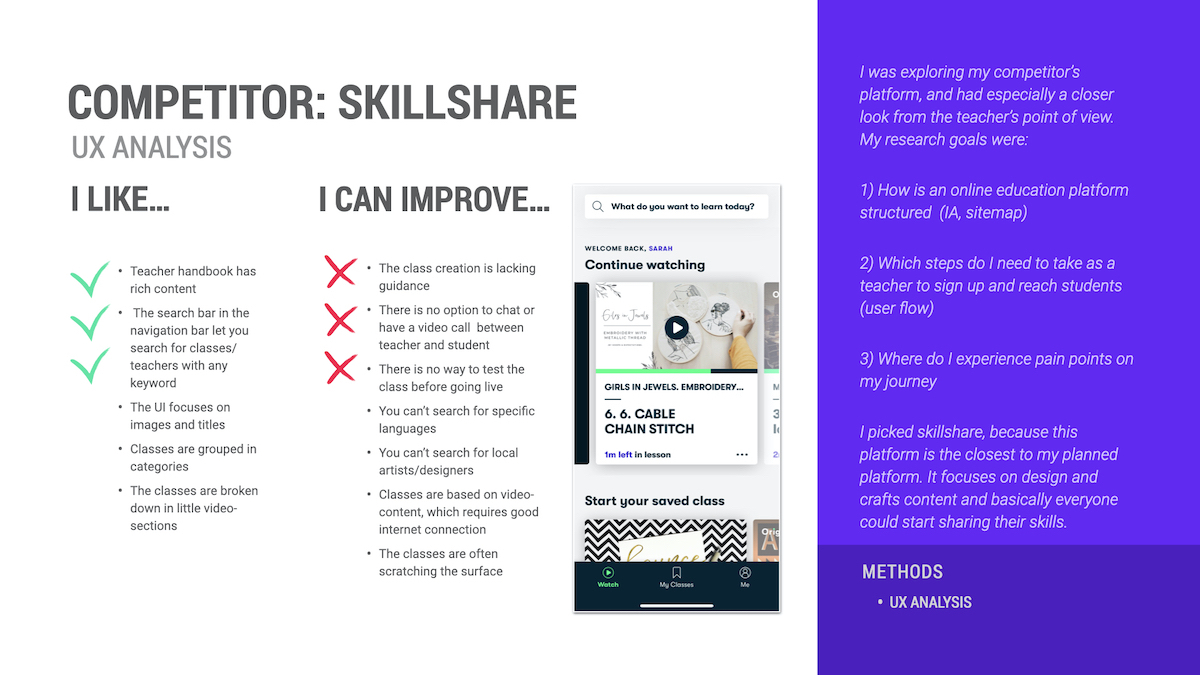 COMPETITOR: SKILLSHARE
UX ANALYSIS
I LIKE...
• Teacher handbook has
rich content
• The search bar in the
navigation bar let you
search for classes/
teachers with any
keyword
• The UI focuses on
images and titles
• Classes are grouped in
categories
• The classes are broken
down in little video-
sections
I CAN IMPROVE...
• The class creation is lacking
guidance
• There is no option to chat or
have a video call between
teacher and student
• There is no way to test the
class before going live
• You can't search for specific
languages
• You can't search for local
artists/designers
• Classes are based on video-
content, which requires good
internet connection
• The classes are often
scratching the surface
What do you want to learn today?
WELCOME BACK, SARAH
Continue watching
Girls in Jewels
EMBROIDERY WITH
METALLIC THREAD
GIRLS IN JEWELS. EMBROIDERY...
6. 6. CABLE
CHAIN STITCH
1m left in lesson
Start your saved class
bounce
Orig
Watch
My Classes
Me
I was exploring my competitor's
platform, and had especially a closer
look from the teacher's point of view.
My research goals were:
1) How is an online education platform
structured (IA, sitemap)
2) Which steps do I need to take as a
teacher to sign up and reach students
(user flow)
3) Where do I experience pain points on
my journey
I picked skillshare, because this
platform is the closest to my planned
platform. It focuses on design and
crafts content and basically everyone
could start sharing their skills.
METHODS
• UX ANALYSIS